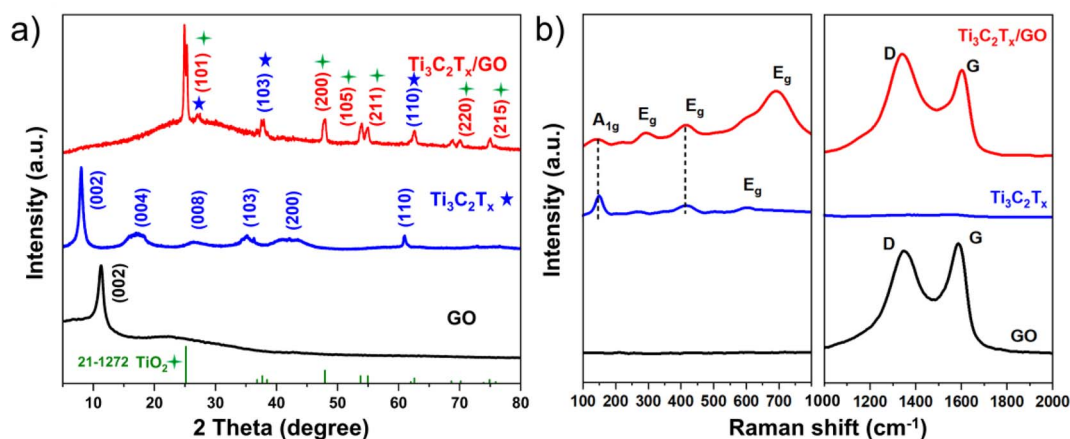 a)
Intensity (a.u.)
Ti₃C₂Tₓ/GO
(101)
(103)
(200)
(105)
(211)
(110)
(220)
(215)
Ti₃C₂Tₓ ★
(002)
(004)
(008)
(103)
(200)
(110)
GO
(002)
21-1272 TiO₂
10 20 30 40 50 60 70 80
2 Theta (degree)
b)
Intensity (a.u.)
Ti₃C₂Tₓ/GO
A₁g
Eg
Eg
Eg
D
G
Eg
Ti₃C₂Tₓ
D
G
GO
100 200 300 400 500 600 700 800
1000 1200 1400 1600 1800 2000
Raman shift (cm⁻¹)